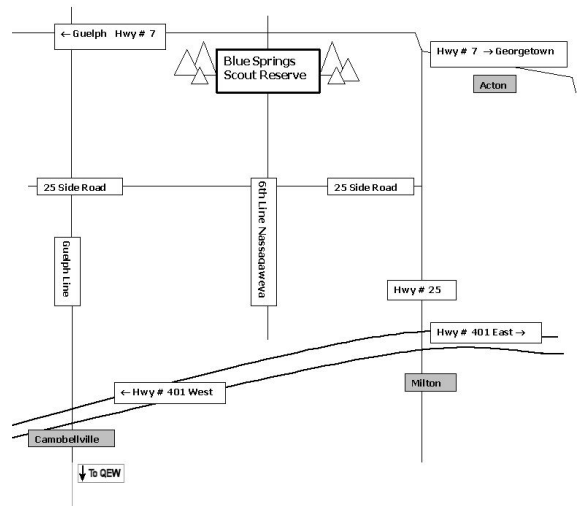 ← Guelph Hwy # 7
Blue Springs
Scout Reserve
Hwy # 7 → Georgetown
Acton
25 Side Road
25 Side Road
6th Line Nassagaweya
Guelph Line
Hwy # 25
Hwy # 401 East →
Milton
← Hwy # 401 West
Campbellville
↓ To QEW